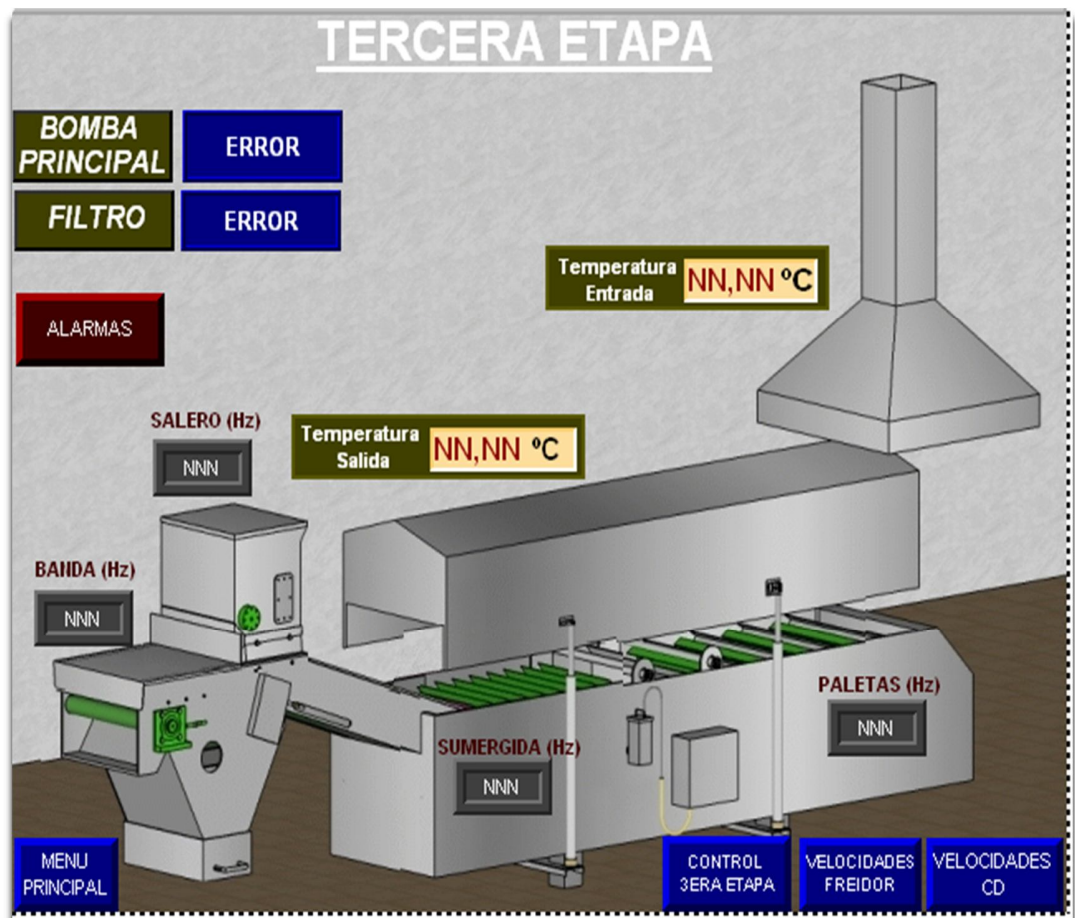 TERCERA ETAPA
BOMBA
PRINCIPAL
ERROR
FILTRO
ERROR
Temperatura
Entrada
NN,NN ºC
ALARMAS
SALERO (Hz)
NNN
Temperatura
Salida
NN,NN ºC
BANDA (Hz)
NNN
PALETAS (Hz)
NNN
SUMERGIDA (Hz)
NNN
MENU
PRINCIPAL
CONTROL
3ERA ETAPA
VELOCIDADES
FREIDOR
VELOCIDADES
CD